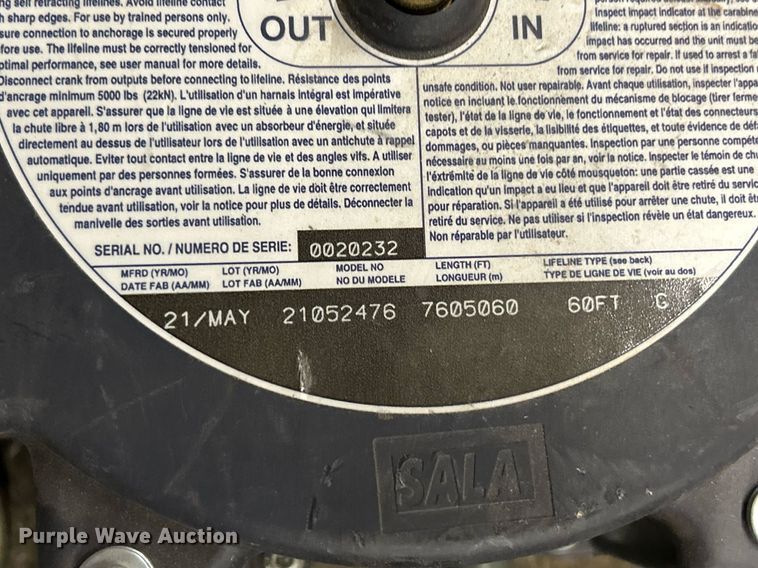 ng self retracting lifelines. Avoid lifeline contact
h sharp edges. For use by trained persons only.
sure connection to anchorage is secured properly
fore use. The lifeline must be correctly tensioned for
ptimal performance, see user manual for more details.
Disconnect crank from outputs before connecting to lifeline. Résistance des points
d'ancrage minimum 5000 lbs (22kN). L'utilisation d'un harnais intégral est impérative
avec cet appareil. S'assurer que la ligne de vie est située à une élevation qui limitera
la chute libre à 1,80 m lors de l'utilisation avec un absorbeur d'énergie, et située
directement au dessus de l'utilisateur lors de l'utilisation avec un antichute à rappel
automatique. Eviter tout contact entre la ligne de vie et des angles vifs. A utiliser
uniquement par des personnes formées. S'assurer de la bonne connexion
aux points d'ancrage avant utilisation. La ligne de vie doit être correctement
tendue avant utilisation, voir la notice pour plus de détails. Déconnecter la
manivelle des sorties avant utilisation.
OUT IN
Inspect impact indicator at the carabine
lifeline: a ruptured section is an indication
impact has occurred and the unit must be
from service for repair. If used to arrest a fal
from service for repair. Do not use if inspection
unsafe condition. Not user repairable. Avant chaque utilisation, inspecter l'appar
notice en incluant le fonctionnement du mécanisme de blocage (tirer ferme
tester), l'état de la ligne de vie, le fonctionnement et l'état des connecteurs
capots et de la visserie, la lisibilité des étiquettes, et toute évidence de défa
dommages, ou pièces manquantes. Inspection par une personne compéte
nécessaire au moins une fois par an, voir la notice. Inspecter le témoin de chu
l'éxtrémité de la ligne de vie côté mousqueton: une partie cassée est une
indication qu'un impact a eu lieu et que l'appareil doit être retiré du servic
pour réparation. Si l'appareil a été utilisé pour arrêter une chute, il doit
retiré du service. Ne pas utiliser si l'inspection révèle un état dangereux.
Non réparable par l'utilisateur.
SERIAL NO. / NUMERO DE SERIE: 0020232
MFRD (YR/MO) LOT (YR/MO) MODEL NO LENGTH (FT) LIFELINE TYPE (see back)
DATE FAB (AA/MM) LOT FAB (AA/MM) NO DU MODELE LONGUEUR (m) TYPE DE LIGNE DE VIE (voir au dos)
21/MAY 21052476 7605060 60FT G
SALA
Purple Wave Auction